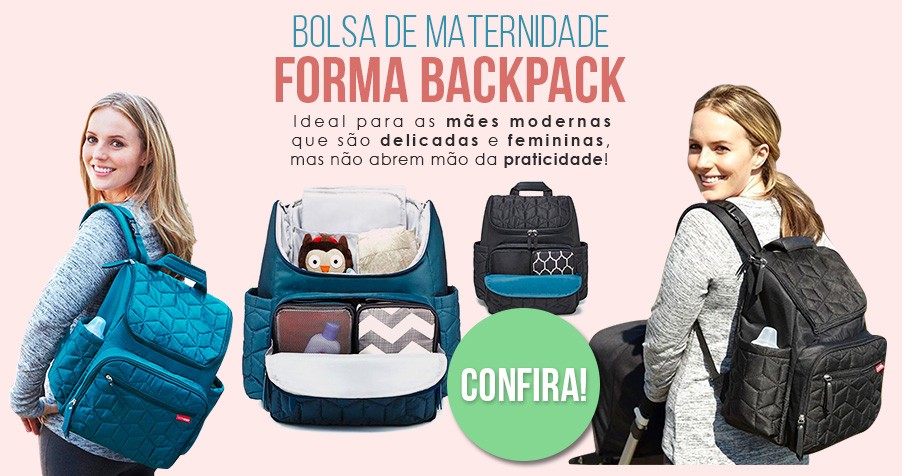 BOLSA DE MATERNIDADE
FORMA BACKPACK
Ideal para as mães modernas
que são delicadas e femininas,
mas não abrem mão da praticidade!
CONFIRA!